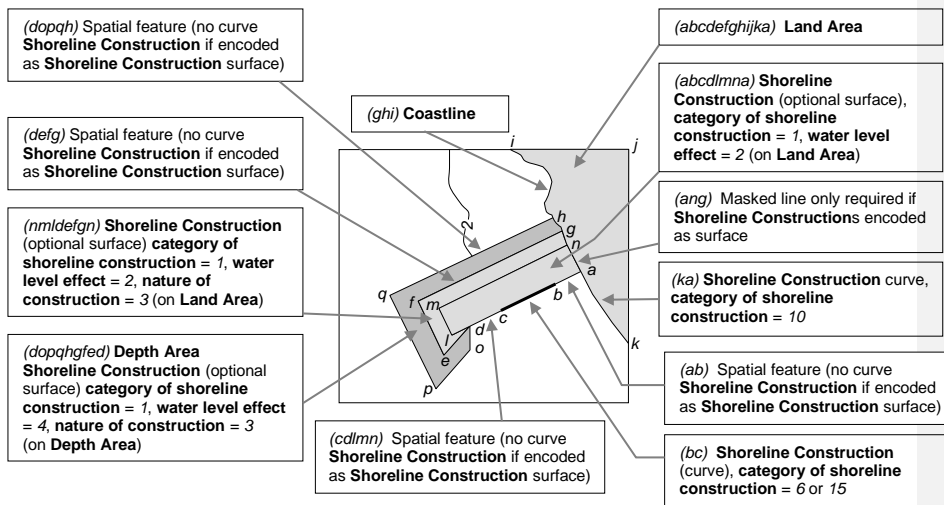 (dopqh) Spatial feature (no curve
Shoreline Construction if encoded
as Shoreline Construction surface)
(defg) Spatial feature (no curve
Shoreline Construction if encoded
as Shoreline Construction surface)
(nmldefgn) Shoreline Construction
(optional surface) category of
shoreline construction = 1, water
level effect = 2, nature of
construction = 3 (on Land Area)
(dopqhgfed) Depth Area
Shoreline Construction (optional
surface) category of shoreline
construction = 1, water level effect
= 4, nature of construction = 3
(on Depth Area)
(ghi) Coastline
i
j
2
h
g
n
a
q
f
m
b
c
d
l
o
e
k
p
(cdlmn) Spatial feature (no curve
Shoreline Construction if encoded
as Shoreline Construction surface)
(abcdefghijka) Land Area
(abcdlmna) Shoreline
Construction (optional surface),
category of shoreline
construction = 1, water level
effect = 2 (on Land Area)
(ang) Masked line only required if
Shoreline Constructions encoded
as surface
(ka) Shoreline Construction curve,
category of shoreline
construction = 10
(ab) Spatial feature (no curve
Shoreline Construction if encoded
as Shoreline Construction surface)
(bc) Shoreline Construction
(curve), category of shoreline
construction = 6 or 15